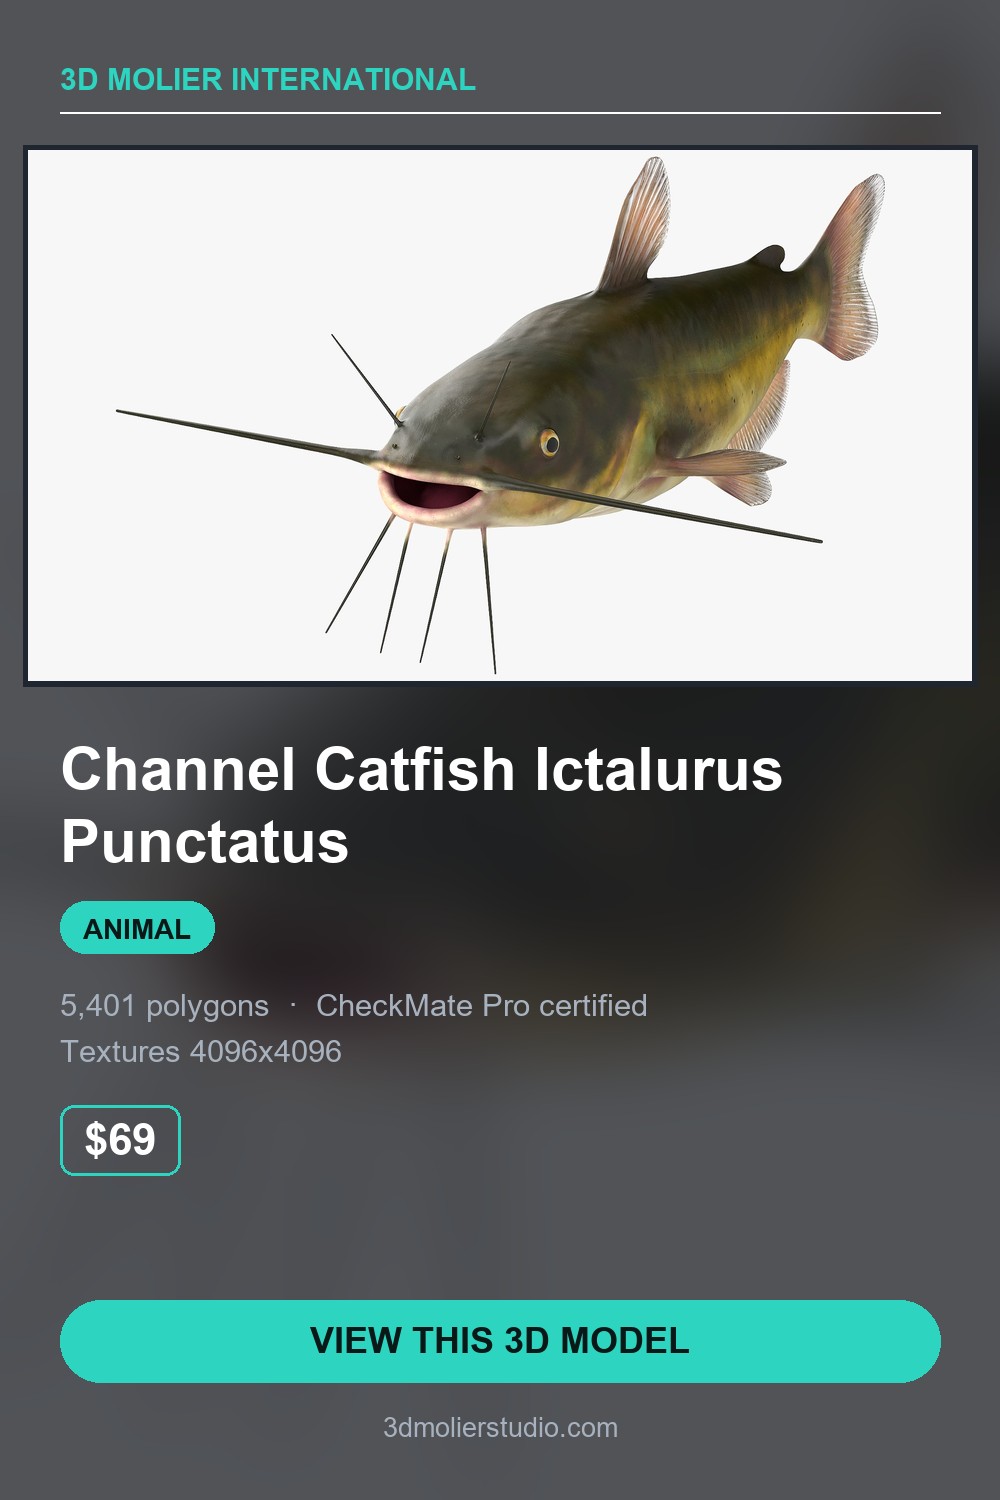 3D MOLIER INTERNATIONAL
Channel Catfish Ictalurus
Punctatus
ANIMAL
5,401 polygons · CheckMate Pro certified
Textures 4096x4096
$69
VIEW THIS 3D MODEL
3dmolierstudio.com